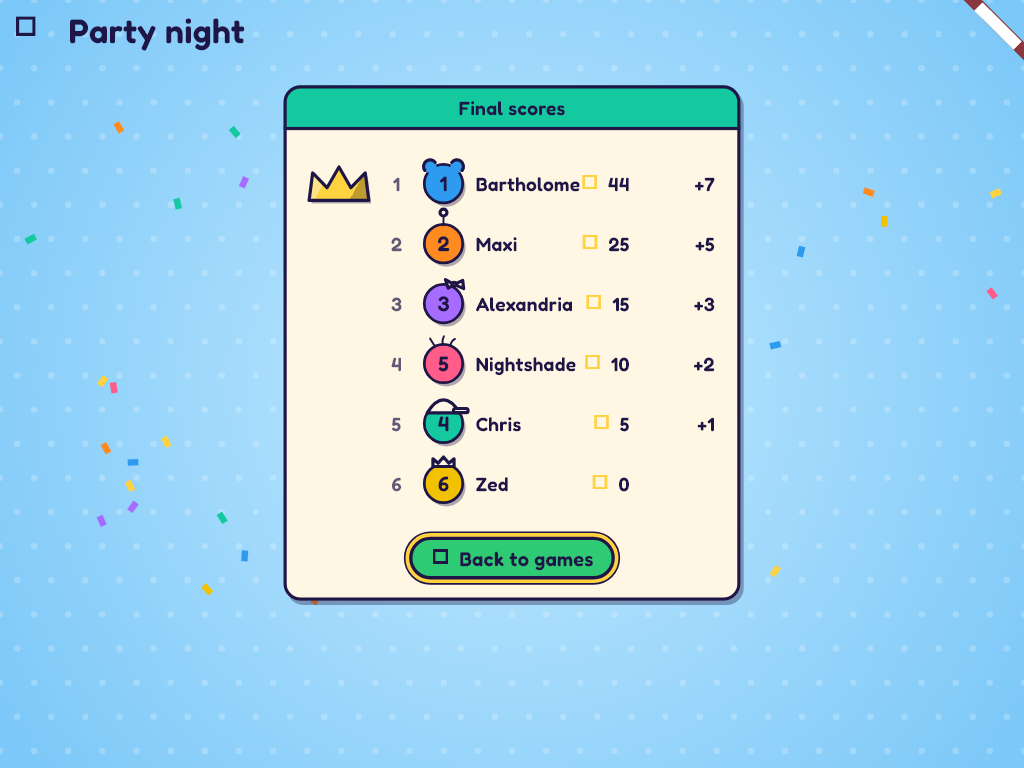 Party night
Final scores
1 1 Bartholome 44 +7
2 2 Maxi 25 +5
3 3 Alexandria 15 +3
4 5 Nightshade 10 +2
5 4 Chris 5 +1
6 6 Zed 0
Back to games